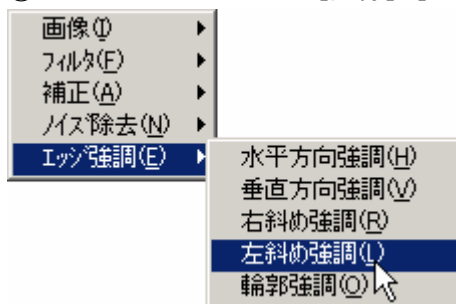 画像(I)
フィルタ(F)
補正(A)
ノイズ除去(N)
エッジ強調(E)
水平方向強調(H)
垂直方向強調(V)
右斜め強調(R)
左斜め強調(L)
輪郭強調(O)